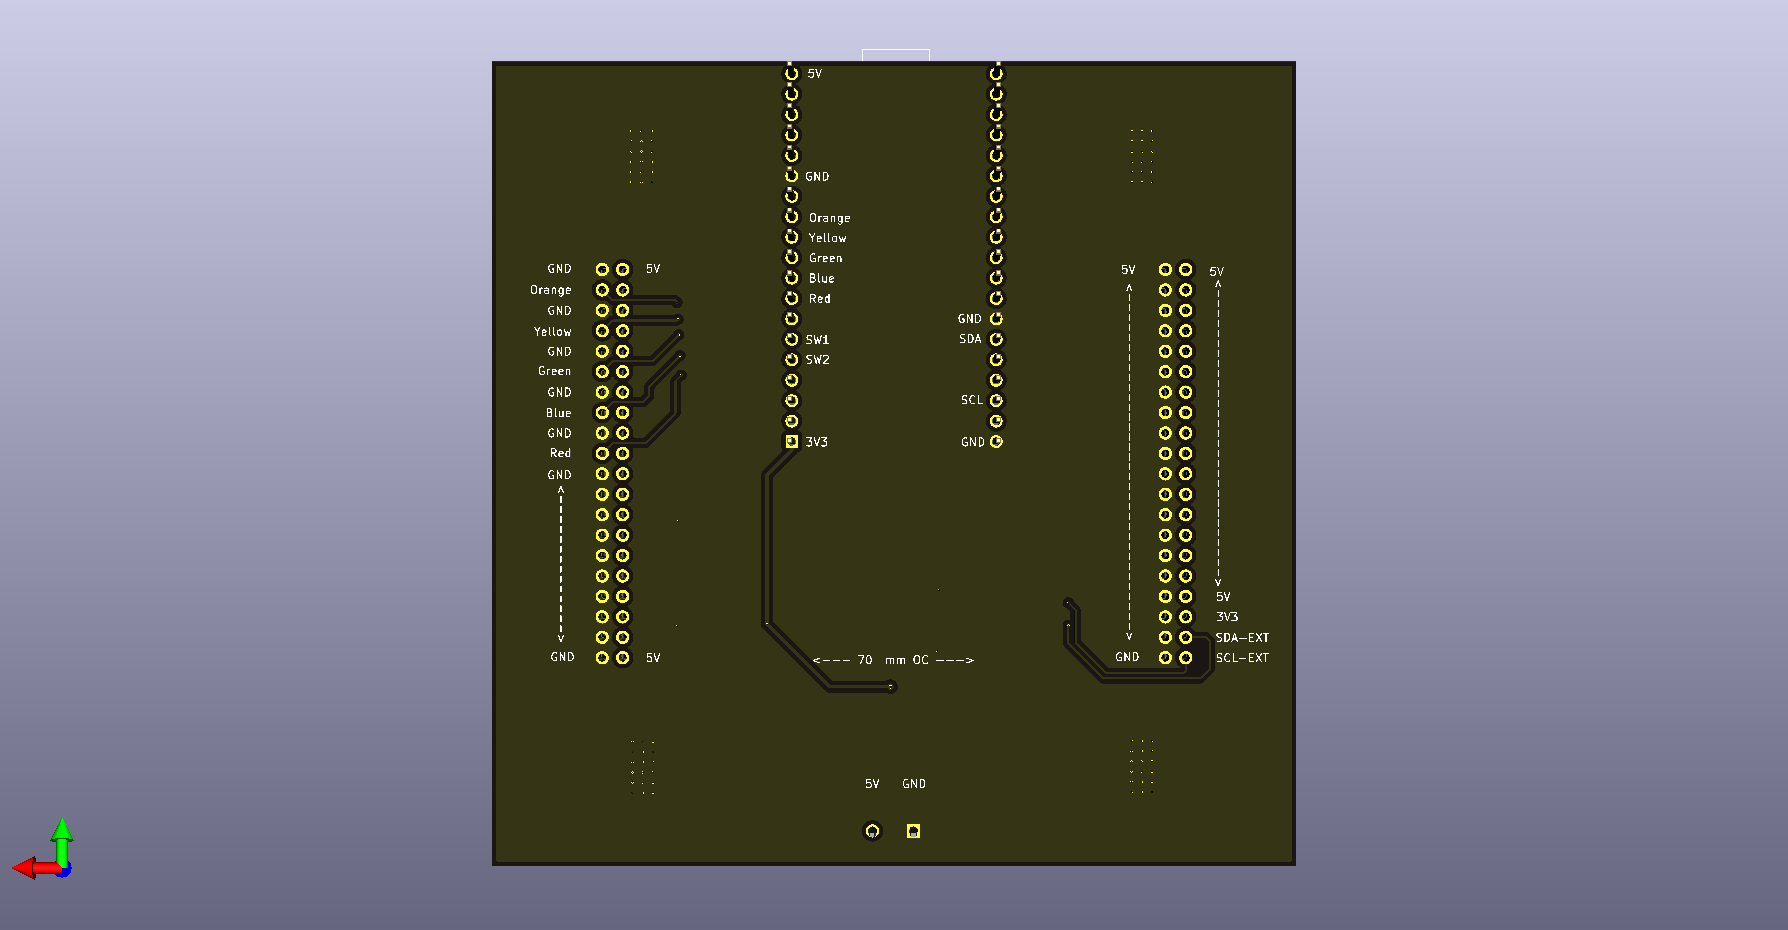 5V
GND
Orange
Yellow
Green
Blue
Red
SW1
SW2
3V3
GND
SDA
SCL
GND
GND 5V
Orange
GND
Yellow
GND
Green
GND
Blue
GND
Red
GND
GND 5V
5V 5V
5V
3V3
SDA-EXT
GND SCL-EXT
<--- 70 mm OC --->
5V GND